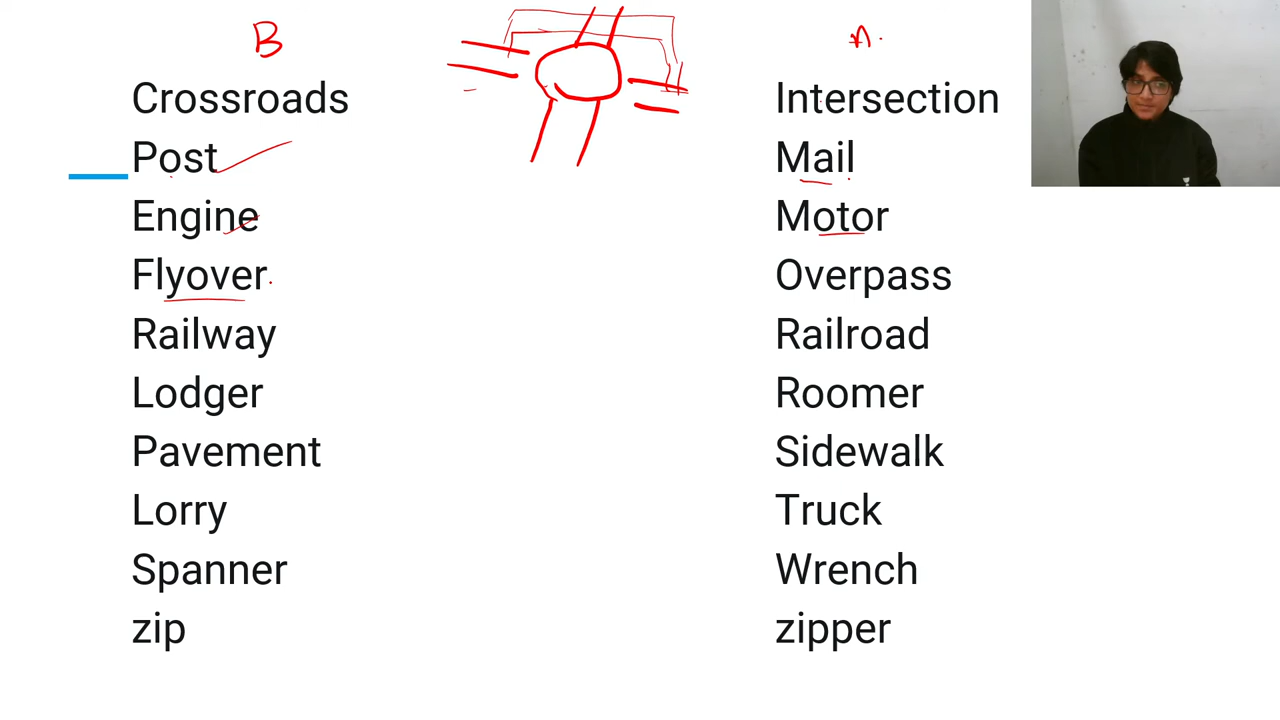 B
Crossroads Intersection
Post Mail
Engine Motor
Flyover Overpass
Railway Railroad
Lodger Roomer
Pavement Sidewalk
Lorry Truck
Spanner Wrench
zip zipper